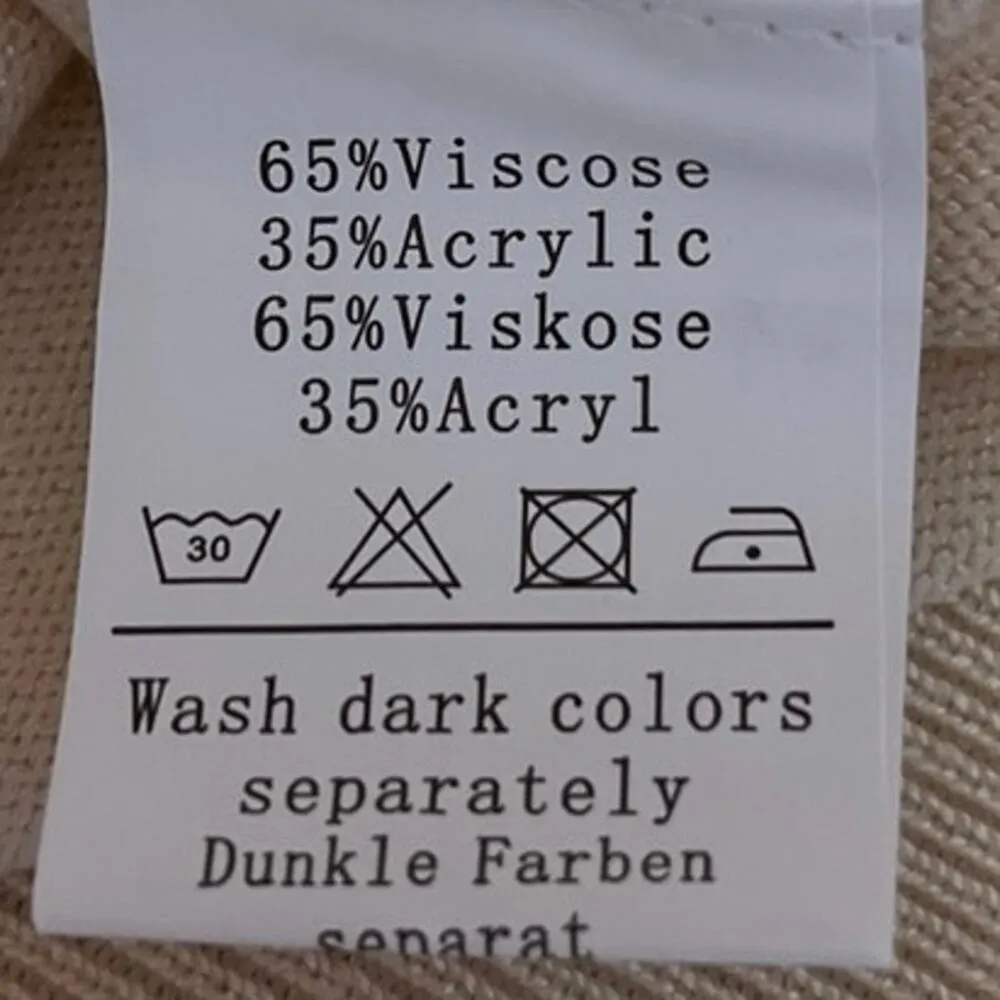 65%Viscose
35%Acrylic
65%Viskose
35%Acryl
30
Wash dark colors
separately
Dunkle Farben
separat